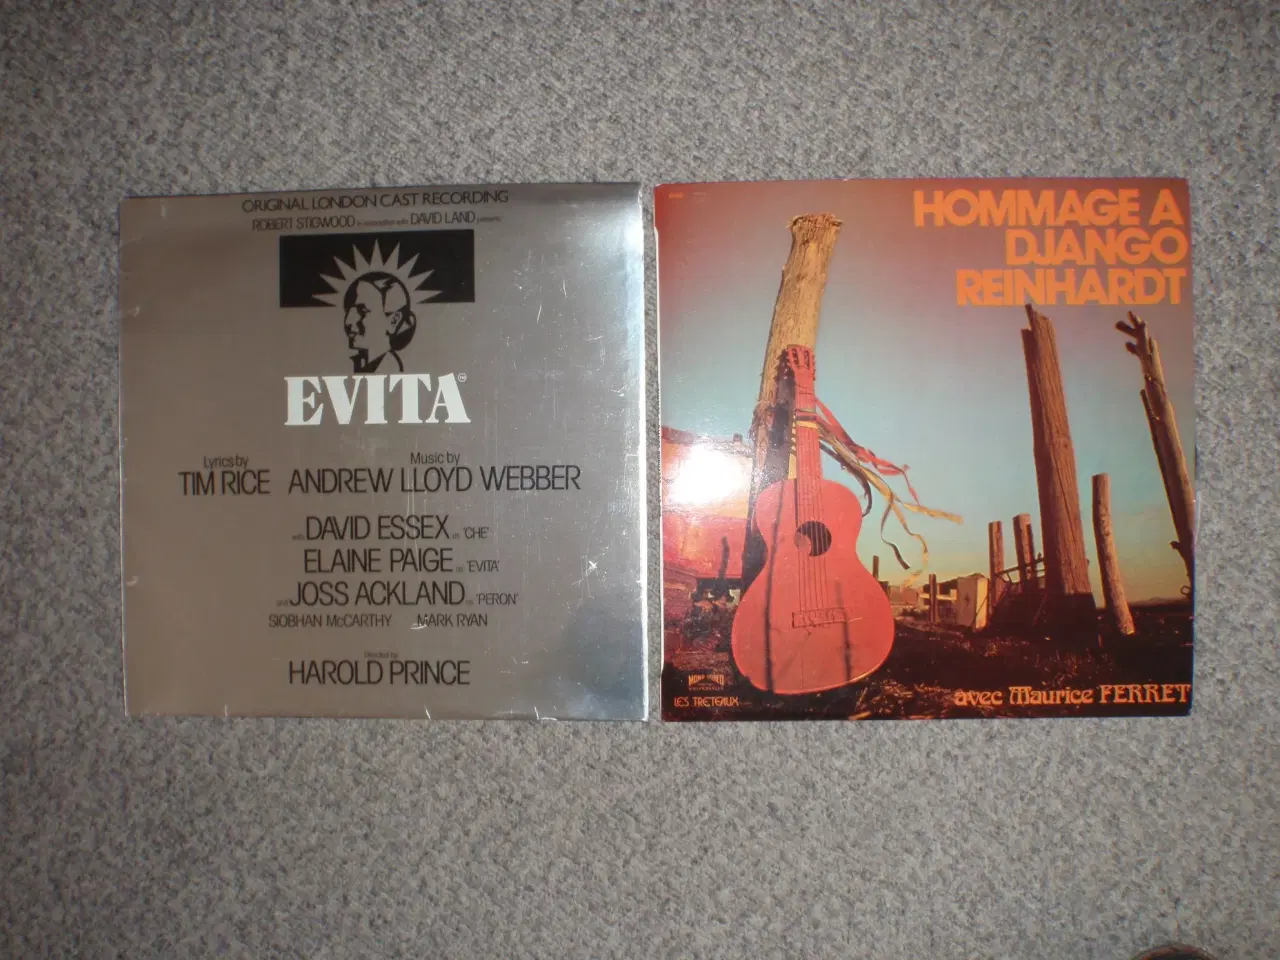 ORIGINAL LONDON CAST RECORDING
ROBERT STIGWOOD in association with DAVID LAND presents
EVITA™
Lyrics by
TIM RICE
Music by
ANDREW LLOYD WEBBER
with DAVID ESSEX as 'CHE'
ELAINE PAIGE as 'EVITA'
and JOSS ACKLAND as 'PERON'
SIOBHAN McCARTHY MARK RYAN
Directed by
HAROLD PRINCE
HOMMAGE A
DJANGO
REINHARDT
LES TRETEAUX
avec Maurice FERRET